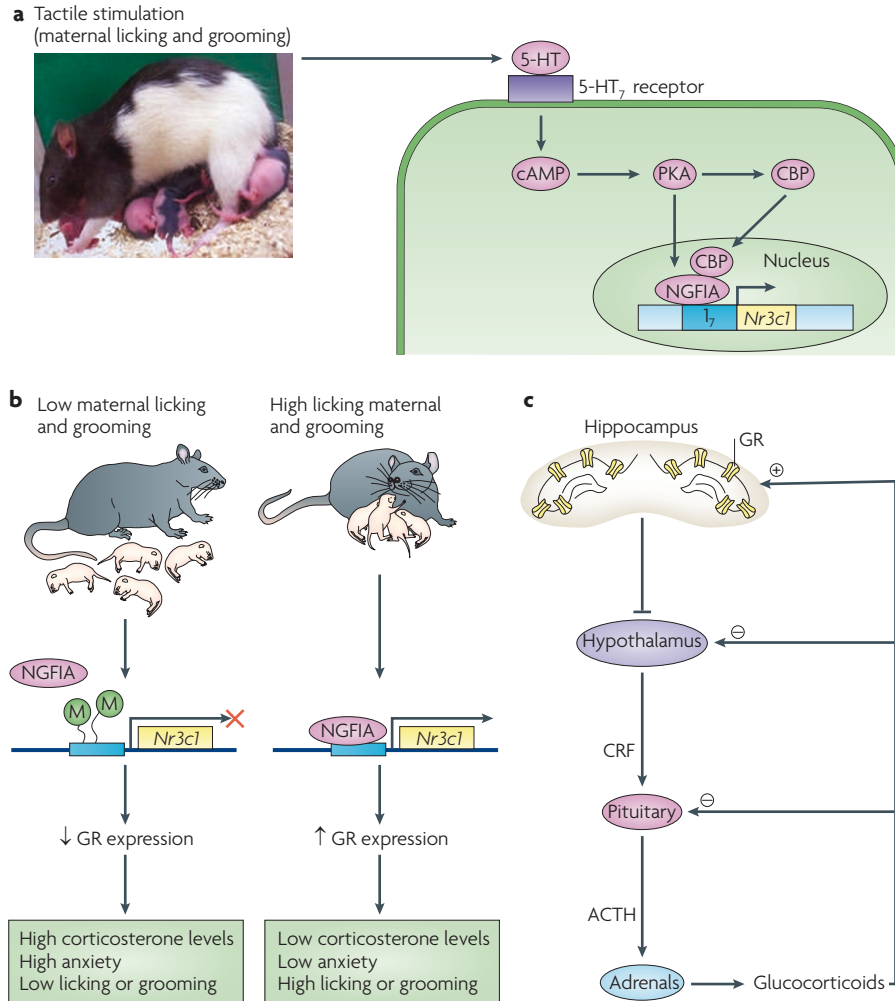 a Tactile stimulation
(maternal licking and grooming)
5-HT
5-HT₇ receptor
cAMP
PKA
CBP
CBP
Nucleus
NGFIA
1₇
Nr3c1
b
Low maternal licking
and grooming
High licking maternal
and grooming
NGFIA
M
M
Nr3c1
NGFIA
Nr3c1
↓ GR expression
↑ GR expression
High corticosterone levels
High anxiety
Low licking or grooming
Low corticosterone levels
Low anxiety
High licking or grooming
c
Hippocampus
GR
+
Hypothalamus
−
CRF
Pituitary
−
ACTH
Adrenals
Glucocorticoids